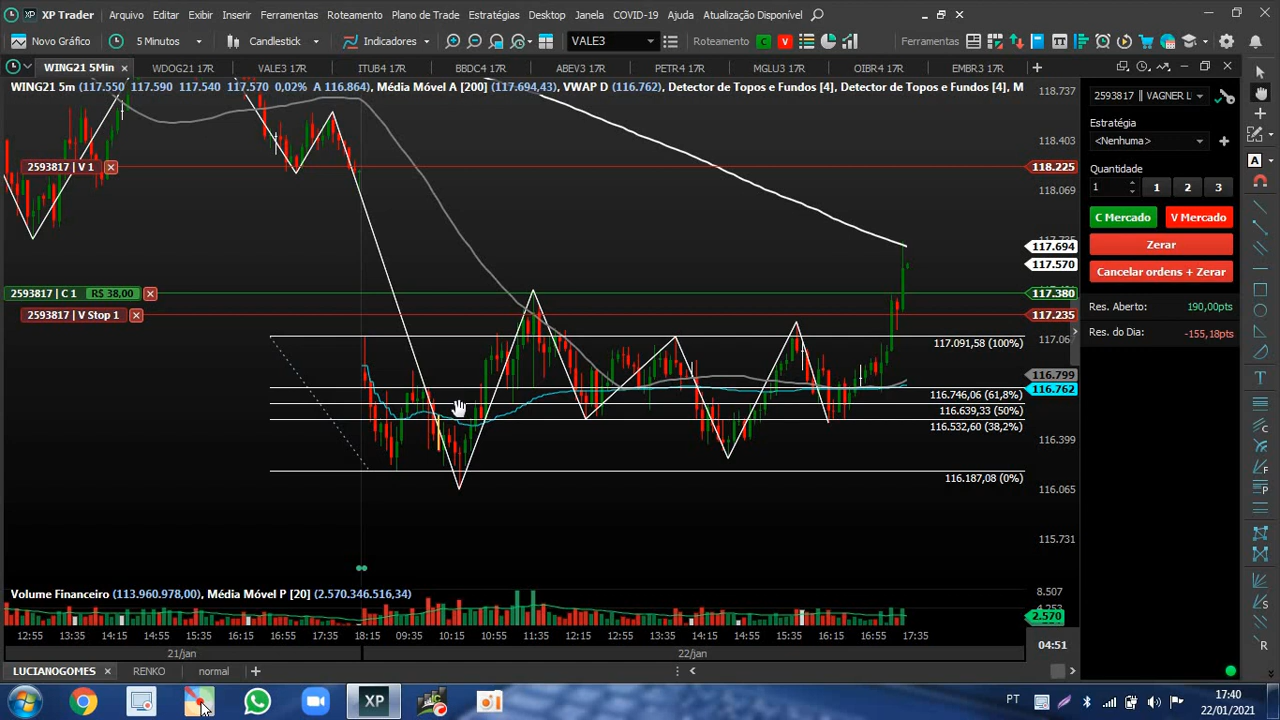 XP Trader Arquivo Editar Exibir Inserir Ferramentas Roteamento Plano de Trade Estratégias Desktop Janela COVID-19 Ajuda Atualização Disponível
Novo Gráfico 5 Minutos Candlestick Indicadores VALE3 Roteamento C V Ferramentas
WING21 5Min WDOG21 17R VALE3 17R ITUB4 17R BBDC4 17R ABEV3 17R PETR4 17R MGLU3 17R OIBR4 17R EMBR3 17R
WING21 5m (117.550 117.590 117.540 117.570 0,02% A 116.864), Média Móvel A [200] (117.694,43), VWAP D (116.762), Detector de Topos e Fundos [4], Detector de Topos e Fundos [4], M
118.737
118.403
2593817 | V 1
118.225
118.069
117.694
117.570
2593817 | C 1 R$ 38,00
117.380
2593817 | V Stop 1
117.235
117.091,58 (100%)
116.799
116.762
116.746,06 (61,8%)
116.639,33 (50%)
116.532,60 (38,2%)
116.399
116.187,08 (0%)
116.065
115.731
Volume Financeiro (113.960.978,00), Média Móvel P [20] (2.570.346.516,34)
8.507
4.253
2.570
12:55 13:35 14:15 14:55 15:35 16:15 16:55 17:35 18:15 09:35 10:15 10:55 11:35 12:15 12:55 13:35 14:15 14:55 15:35 16:15 16:55 17:35
21/jan 22/jan
04:51
2593817 || VAGNER L
Estratégia
<Nenhuma>
Quantidade
1 1 2 3
C Mercado V Mercado
Zerar
Cancelar ordens + Zerar
Res. Aberto: 190,00pts
Res. do Dia: -155,18pts
LUCIANOGOMES RENKO normal
XP
PT
17:40
22/01/2021